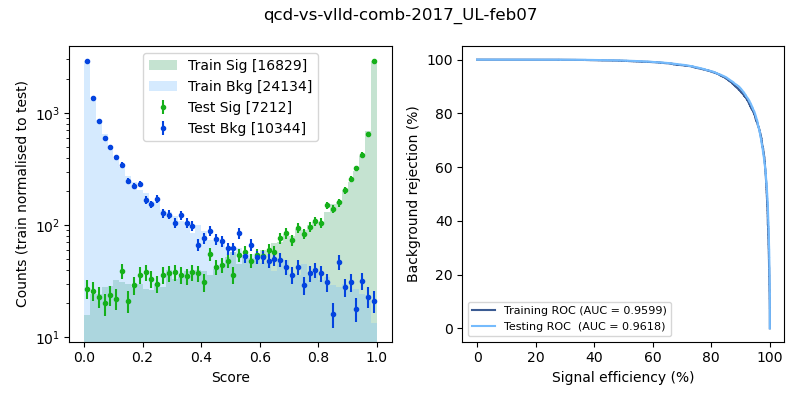 qcd-vs-vlld-comb-2017_UL-feb07
Counts (train normalised to test)
10³
10²
10¹
Train Sig [16829]
Train Bkg [24134]
Test Sig [7212]
Test Bkg [10344]
0.0 0.2 0.4 0.6 0.8 1.0
Score
Background rejection (%)
100
80
60
40
20
0
Training ROC (AUC = 0.9599)
Testing ROC  (AUC = 0.9618)
0 20 40 60 80 100
Signal efficiency (%)